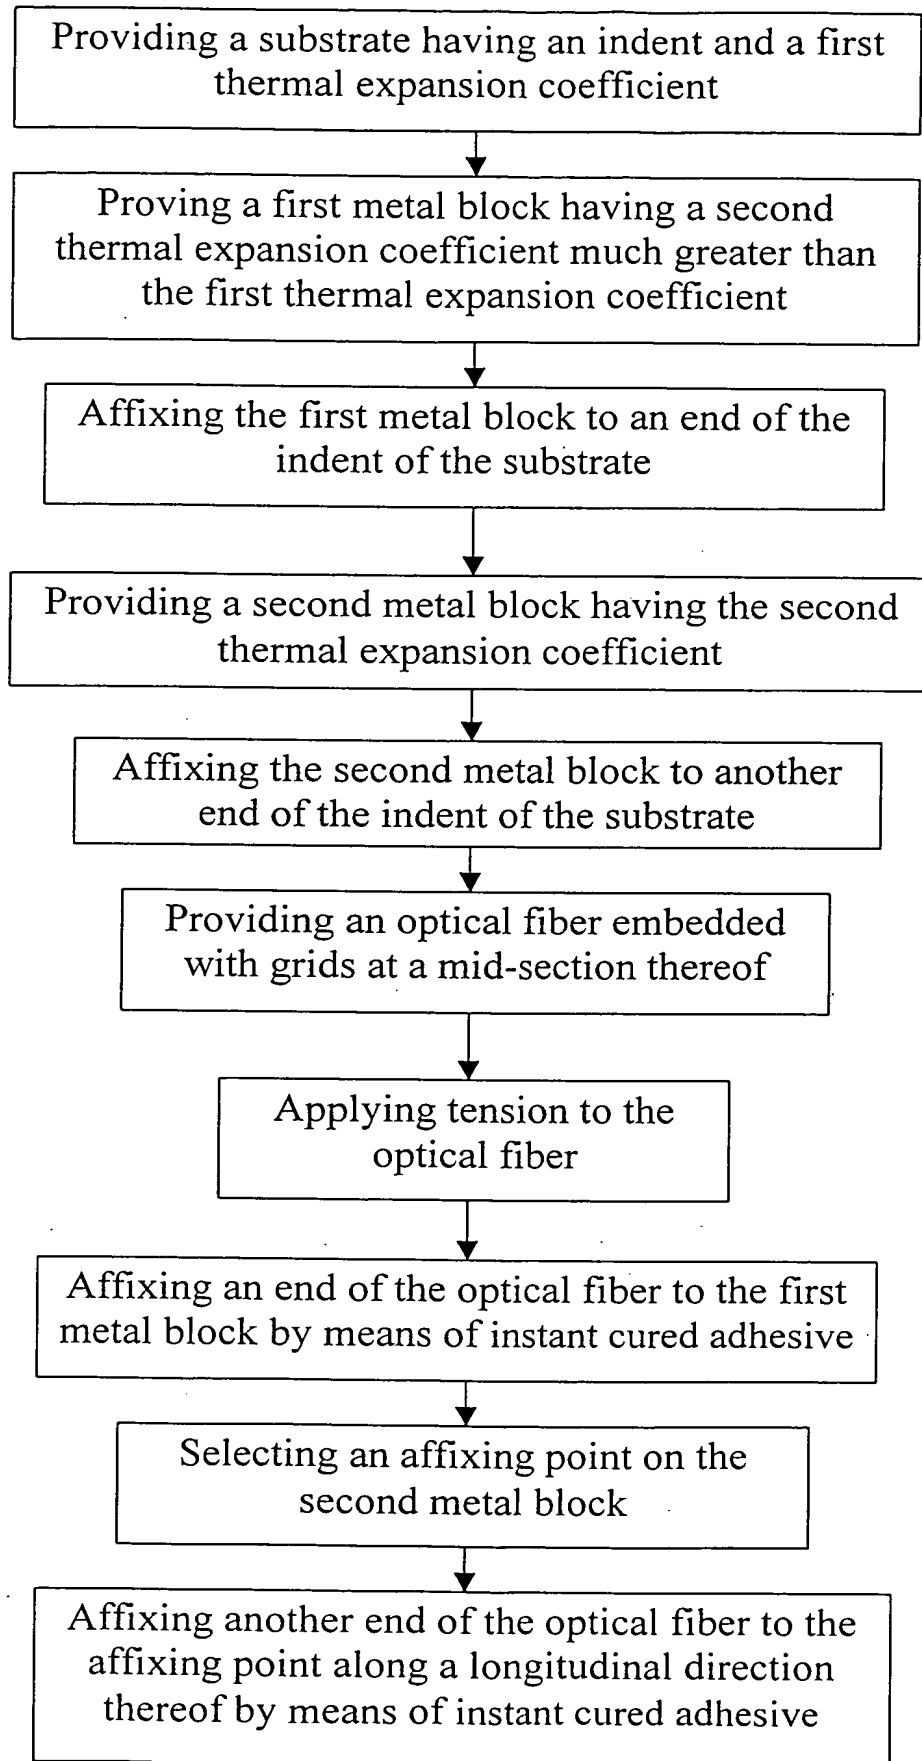 Providing a substrate having an indent and a first
thermal expansion coefficient
Proving a first metal block having a second
thermal expansion coefficient much greater than
the first thermal expansion coefficient
Affixing the first metal block to an end of the
indent of the substrate
Providing a second metal block having the second
thermal expansion coefficient
Affixing the second metal block to another
end of the indent of the substrate
Providing an optical fiber embedded
with grids at a mid-section thereof
Applying tension to the
optical fiber
Affixing an end of the optical fiber to the first
metal block by means of instant cured adhesive
Selecting an affixing point on the
second metal block
Affixing another end of the optical fiber to the
affixing point along a longitudinal direction
thereof by means of instant cured adhesive